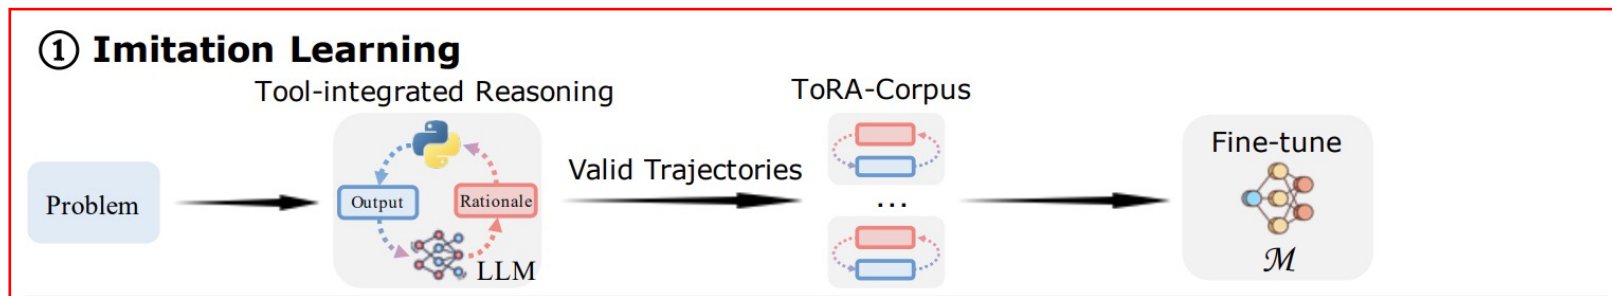 ① Imitation Learning
Tool-integrated Reasoning
ToRA-Corpus
Problem
Output
Rationale
LLM
Valid Trajectories
...
Fine-tune
ℳ